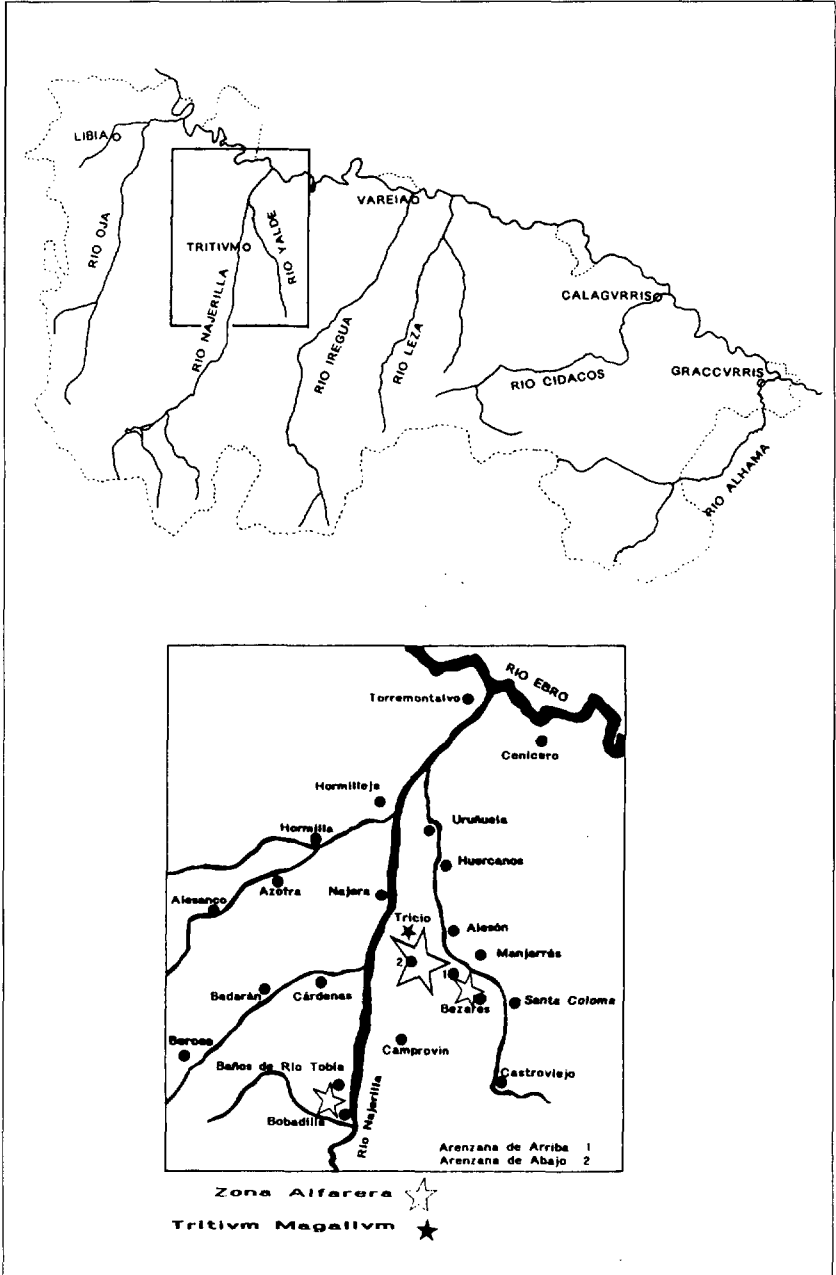 LIBIA
RIO OJA
TRITIVM
RIO NAJERILLA
RIO YALDE
VAREIA
RIO IREGUA
RIO LEZA
CALAGVRRIS
RIO CIDACOS
GRACCVRRIS
RIO ALHAMA
RIO EBRO
Torremontalvo
Cenicero
Hormilleja
Hormilla
Uruñuela
Huercanos
Alesanco
Azofra
Najera
Tricio
Alesón
Manjarrés
2
1
Badarán
Cárdenas
Bezares
Santa Coloma
Berceo
Camprovin
Baños de Rio Tobia
Castroviejo
Bobadilla
Rio Najerilla
Arenzana de Arriba 1
Arenzana de Abajo 2
Zona Alfarera
Tritivm Magallvm